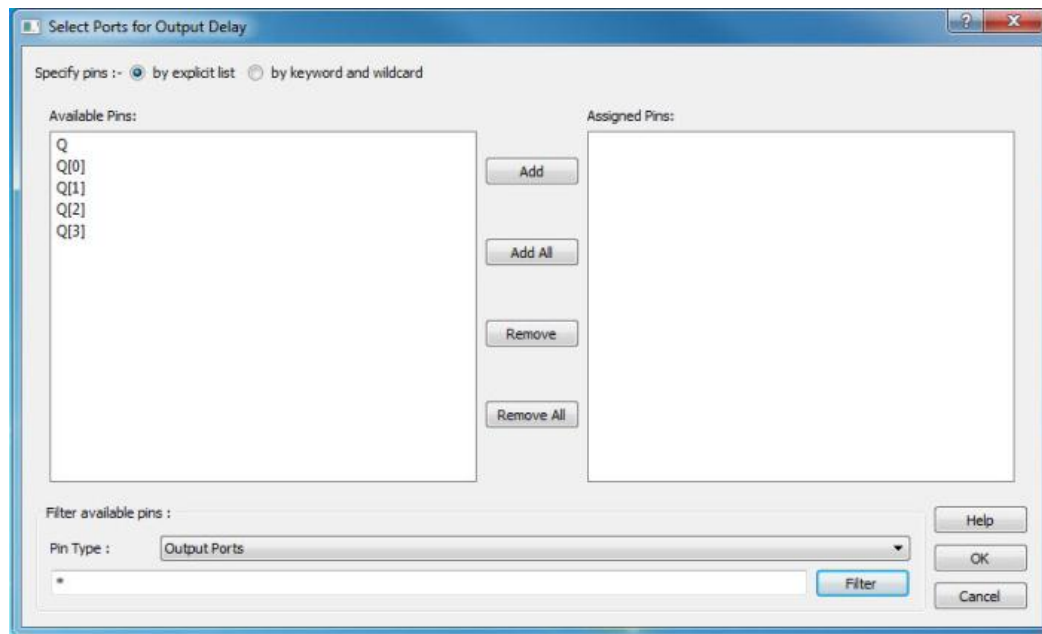 Select Ports for Output Delay
?
X
Specify pins :- by explicit list by keyword and wildcard
Available Pins:
Assigned Pins:
Q
Q[0]
Q[1]
Q[2]
Q[3]
Add
Add All
Remove
Remove All
Filter available pins :
Pin Type :
Output Ports
*
Filter
Help
OK
Cancel